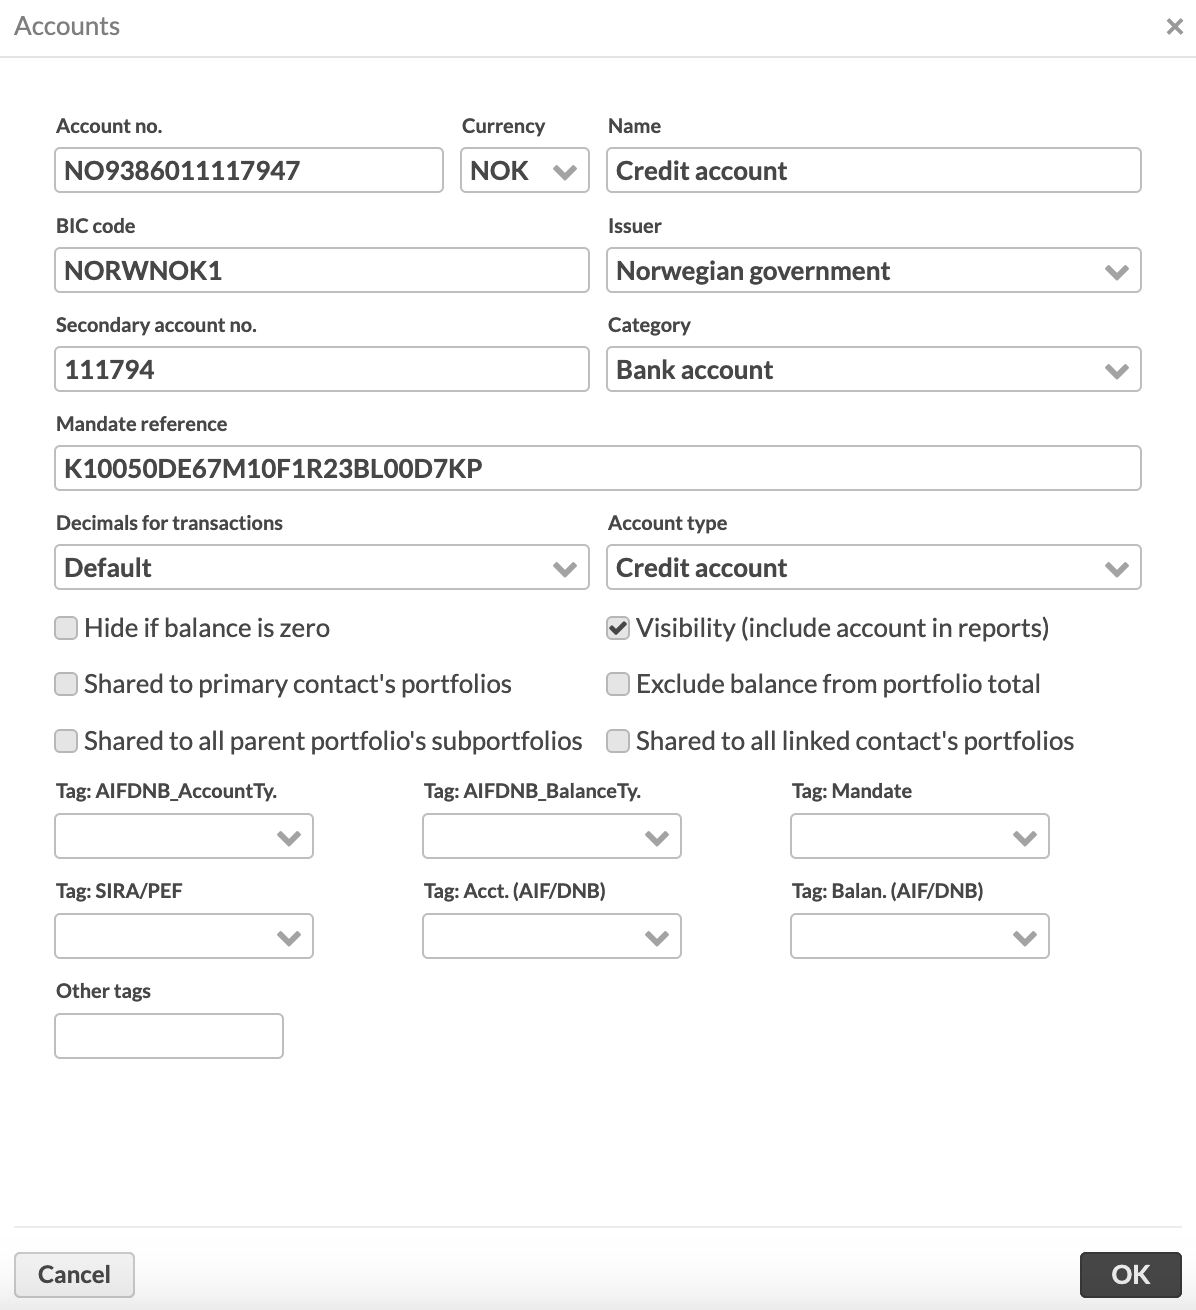 Accounts
Account no. Currency Name
NO9386011117947 NOK Credit account
BIC code Issuer
NORWNOK1 Norwegian government
Secondary account no. Category
111794 Bank account
Mandate reference
K10050DE67M10F1R23BL00D7KP
Decimals for transactions Account type
Default Credit account
Hide if balance is zero Visibility (include account in reports)
Shared to primary contact's portfolios Exclude balance from portfolio total
Shared to all parent portfolio's subportfolios Shared to all linked contact's portfolios
Tag: AIFDNB_AccountTy. Tag: AIFDNB_BalanceTy. Tag: Mandate
Tag: SIRA/PEF Tag: Acct. (AIF/DNB) Tag: Balan. (AIF/DNB)
Other tags
Cancel OK